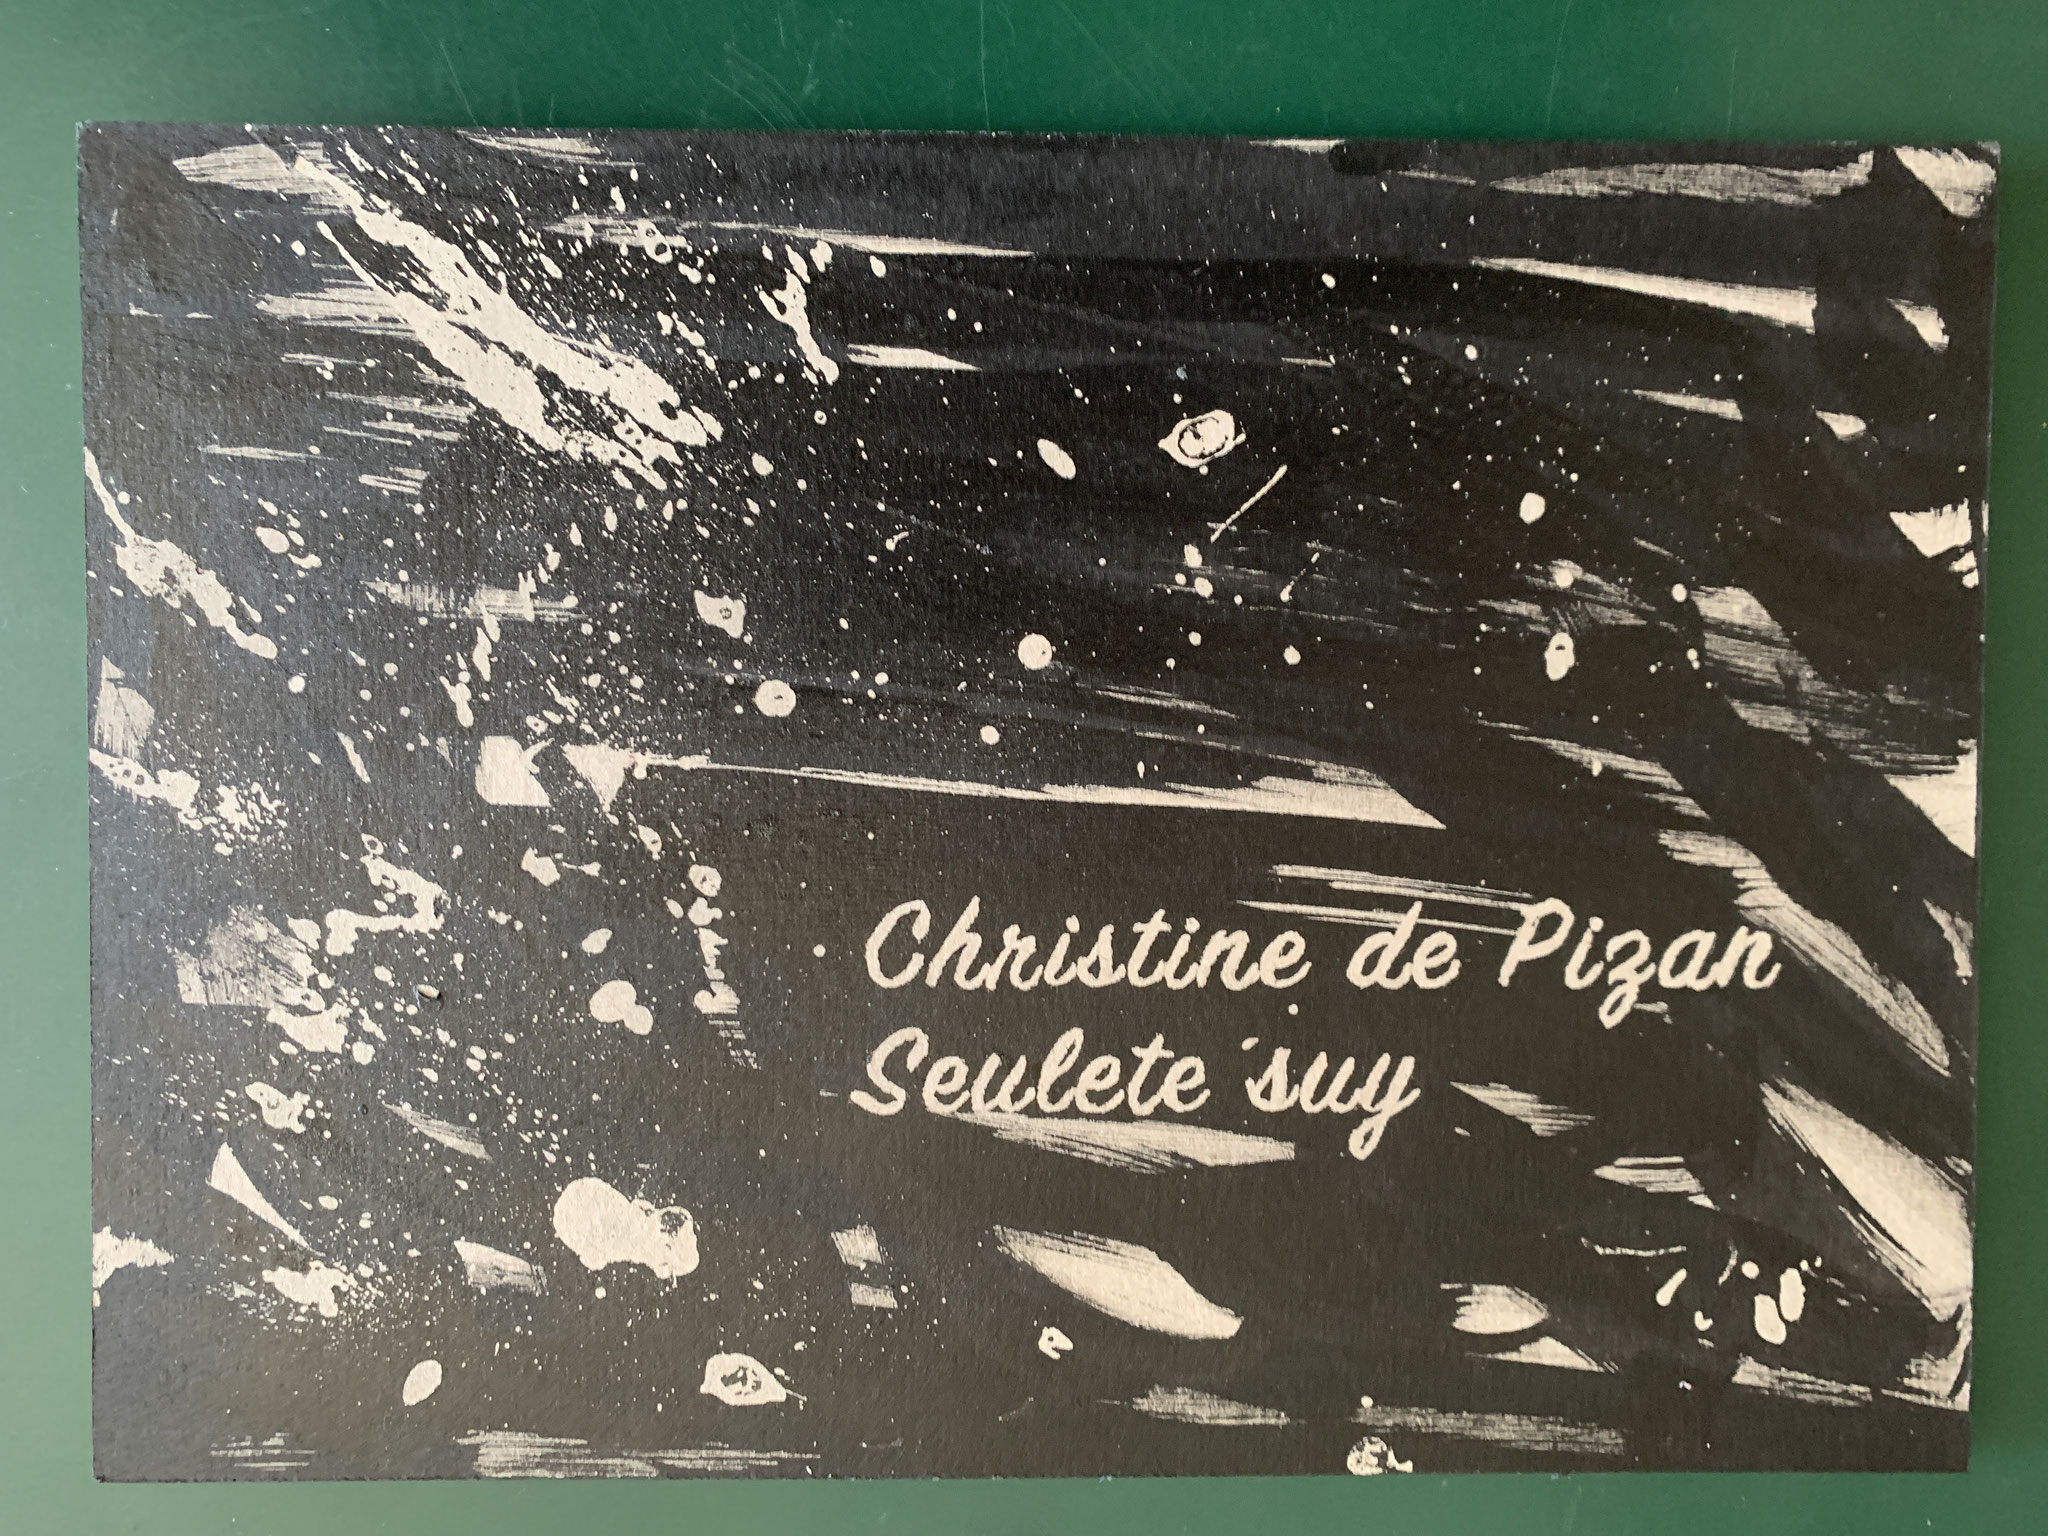 Christine de Pizan
Seulete suy